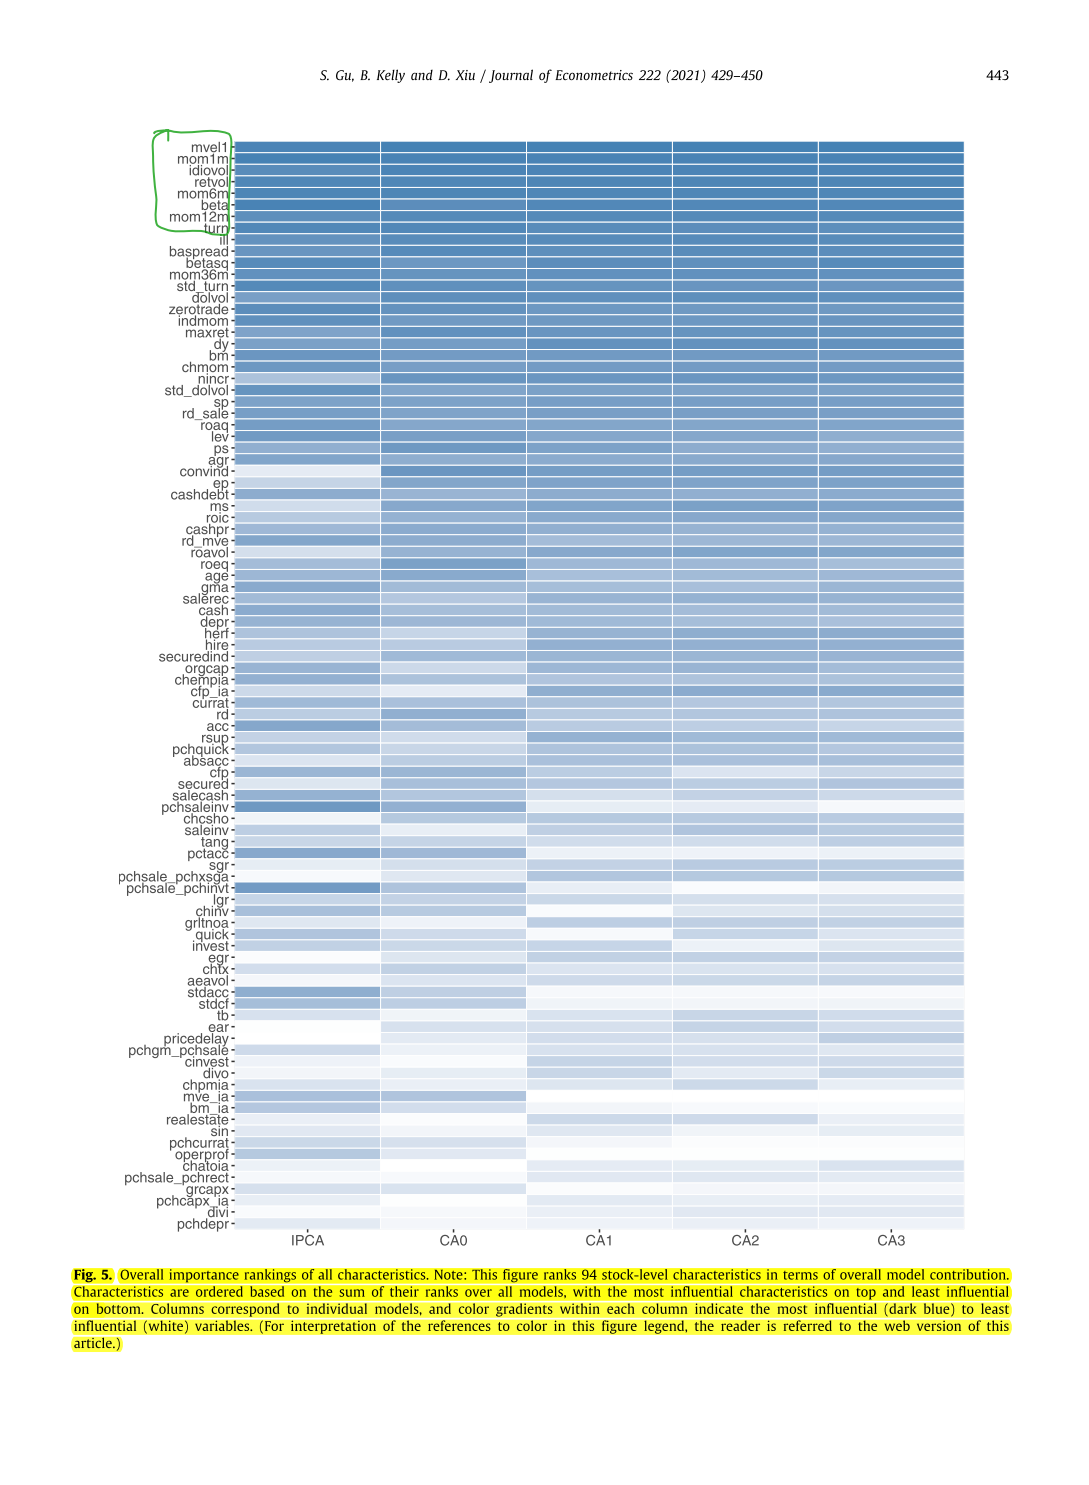 S. Gu, B. Kelly and D. Xiu / Journal of Econometrics 222 (2021) 429–450
443
mvel1
mom1m
idiovol
retvol
mom6m
beta
mom12m
turn
ill
baspread
betasq
mom36m
std_turn
dolvol
zerotrade
indmom
maxret
dy
bm
chmom
nincr
std_dolvol
sp
rd_sale
roaq
lev
ps
agr
convind
ep
cashdebt
ms
roic
cashpr
rd_mve
roavol
roeq
age
gma
salerec
cash
depr
herf
hire
securedind
orgcap
chempia
cfp_ia
currat
rd
acc
rsup
pchquick
absacc
cfp
secured
salecash
pchsaleinv
chcsho
saleinv
tang
pctacc
sgr
pchsale_pchxsga
pchsale_pchinvt
lgr
chinv
grltnoa
quick
invest
egr
chtx
aeavol
stdacc
stdcf
tb
ear
pricedelay
pchgm_pchsale
cinvest
divo
chpmia
mve_ia
bm_ia
realestate
sin
pchcurrat
operprof
chatoia
pchsale_pchrect
grcapx
pchcapx_ia
divi
pchdepr
IPCA CA0 CA1 CA2 CA3
Fig. 5. Overall importance rankings of all characteristics. Note: This figure ranks 94 stock-level characteristics in terms of overall model contribution.
Characteristics are ordered based on the sum of their ranks over all models, with the most influential characteristics on top and least influential
on bottom. Columns correspond to individual models, and color gradients within each column indicate the most influential (dark blue) to least
influential (white) variables. (For interpretation of the references to color in this figure legend, the reader is referred to the web version of this
article.)